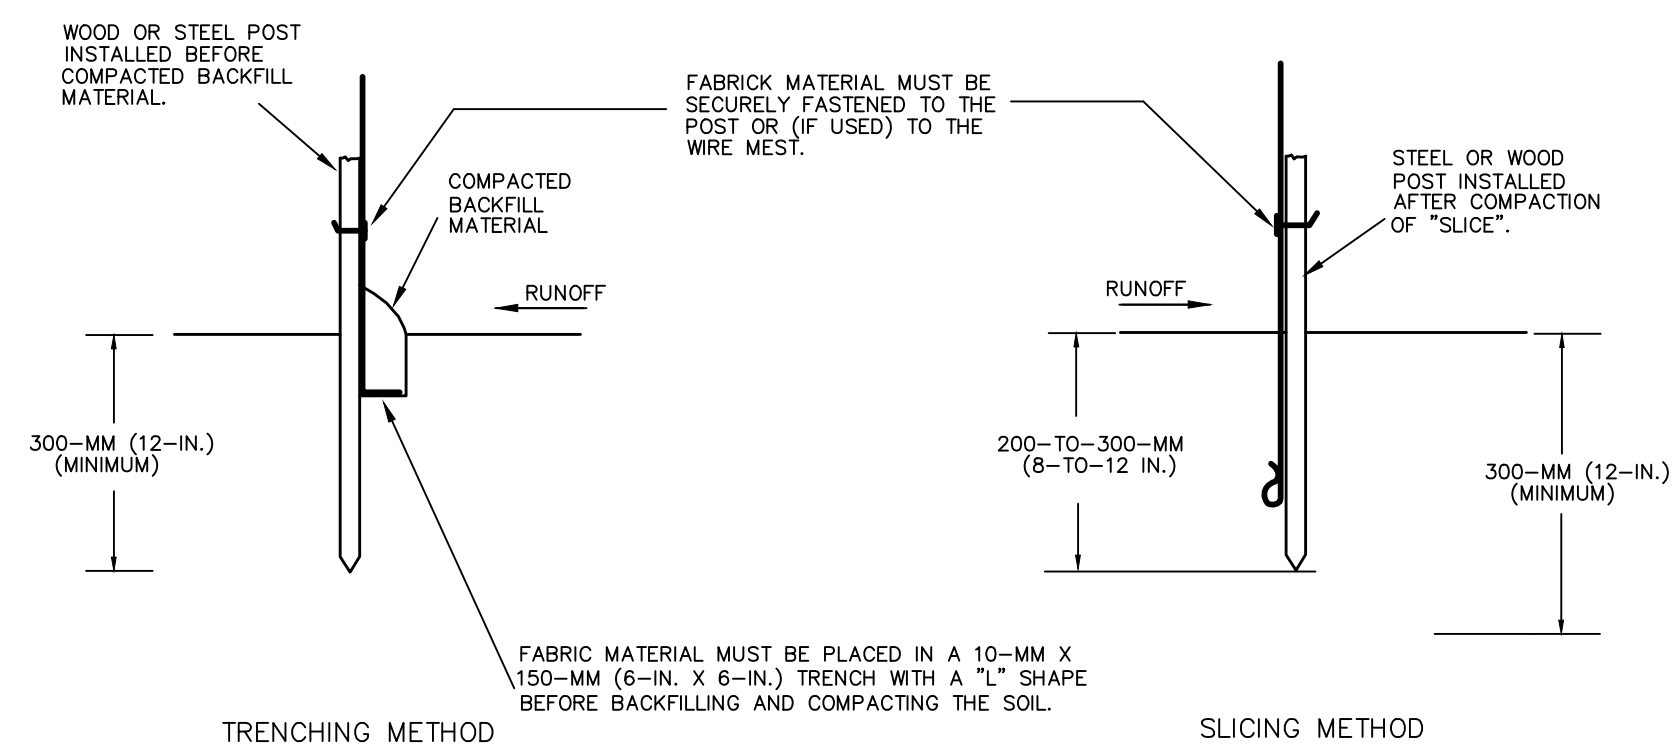 WOOD OR STEEL POST
INSTALLED BEFORE
COMPACTED BACKFILL
MATERIAL.
FABRICK MATERIAL MUST BE
SECURELY FASTENED TO THE
POST OR (IF USED) TO THE
WIRE MEST.
COMPACTED
BACKFILL
MATERIAL
STEEL OR WOOD
POST INSTALLED
AFTER COMPACTION
OF "SLICE".
RUNOFF
RUNOFF
300-MM (12-IN.)
(MINIMUM)
200-TO-300-MM
(8-TO-12 IN.)
300-MM (12-IN.)
(MINIMUM)
FABRIC MATERIAL MUST BE PLACED IN A 10-MM X
150-MM (6-IN. X 6-IN.) TRENCH WITH A "L" SHAPE
BEFORE BACKFILLING AND COMPACTING THE SOIL.
TRENCHING METHOD
SLICING METHOD